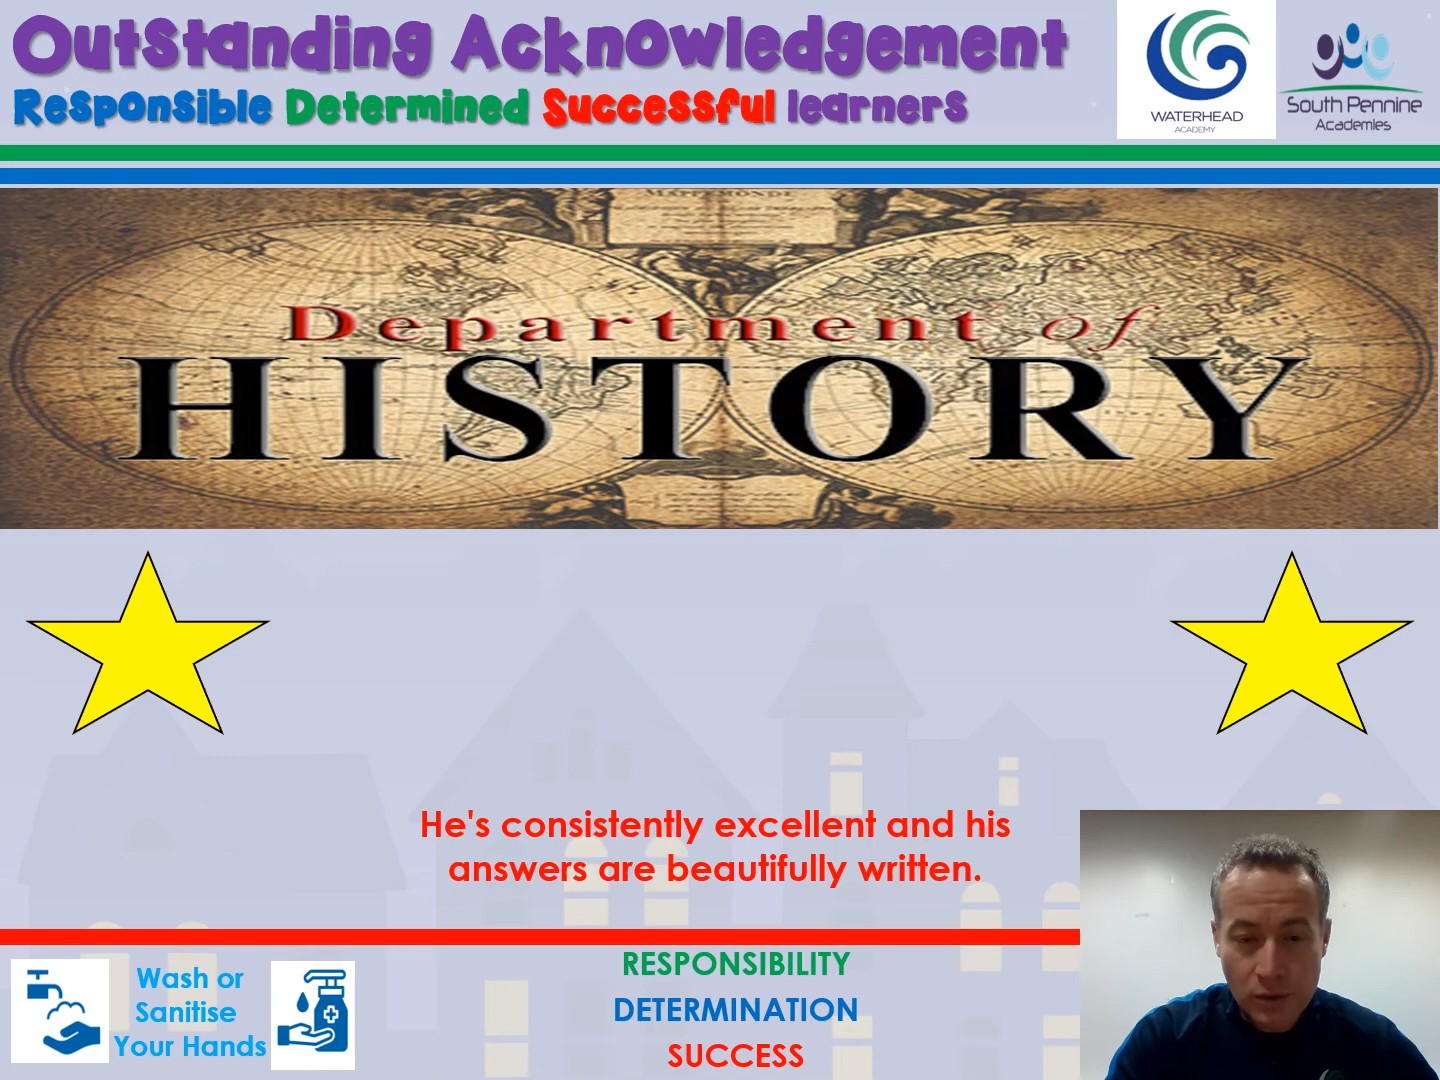 Outstanding Acknowledgement
Responsible Determined Successful learners
WATERHEAD
ACADEMY
South Pennine
Academies
MAPPEMONDE
Department of
HISTORY
He's consistently excellent and his
answers are beautifully written.
Wash or
Sanitise
Your Hands
RESPONSIBILITY
DETERMINATION
SUCCESS